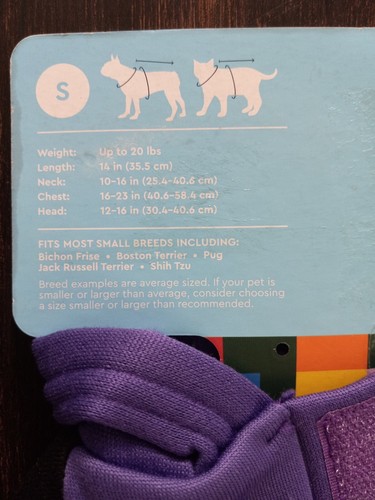 S
Weight: Up to 20 lbs
Length: 14 in (35.5 cm)
Neck: 10-16 in (25.4-40.6 cm)
Chest: 16-23 in (40.6-58.4 cm)
Head: 12-16 in (30.4-40.6 cm)
FITS MOST SMALL BREEDS INCLUDING:
Bichon Frise • Boston Terrier • Pug
Jack Russell Terrier • Shih Tzu
Breed examples are average sized. If your pet is
smaller or larger than average, consider choosing
a size smaller or larger than recommended.